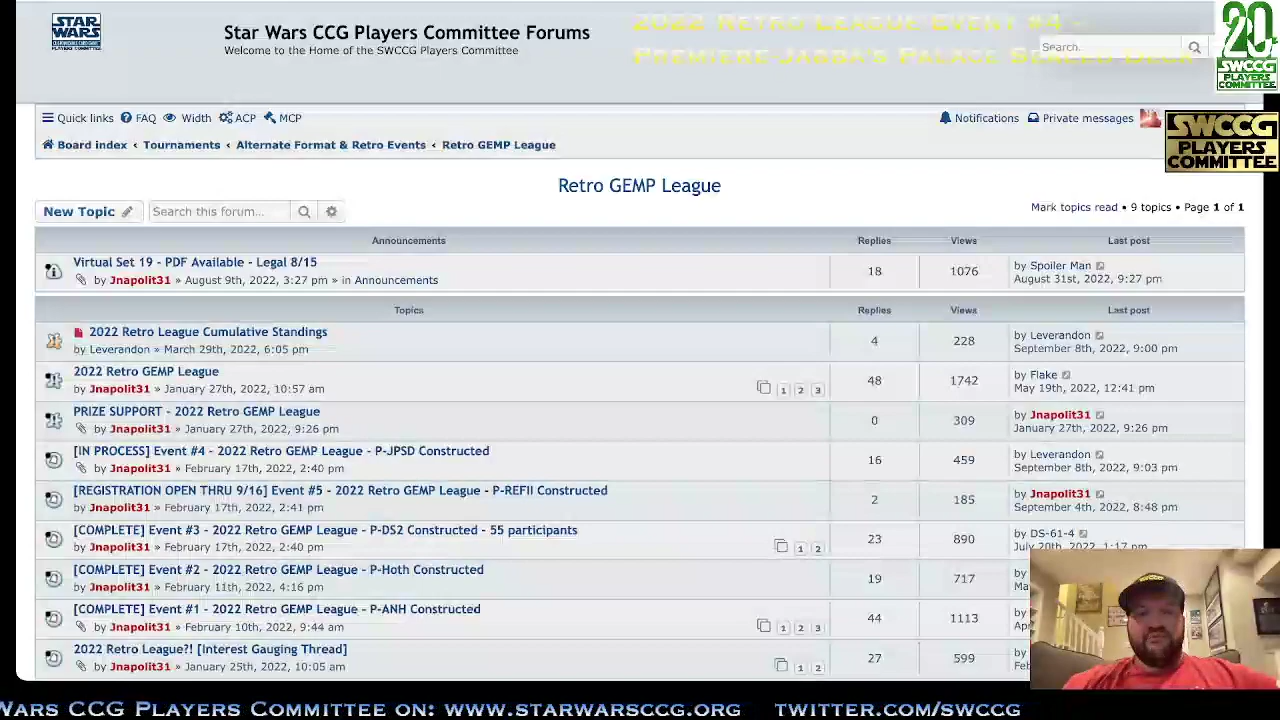 STAR WARS
PLAYERS COMMITTEE
Star Wars CCG Players Committee Forums
Welcome to the Home of the SWCCG Players Committee
2022 Retro League Event #4 -
Premiere-Jabba's Palace Sealed Deck
Search.
20
SWCCG
PLAYERS
COMMITTEE
Quick links FAQ Width ACP MCP
Notifications Private messages
SWCCG
PLAYERS
COMMITTEE
Board index ‹ Tournaments ‹ Alternate Format & Retro Events ‹ Retro GEMP League
Retro GEMP League
New Topic Search this forum…
Mark topics read • 9 topics • Page 1 of 1
Announcements Replies Views Last post
Virtual Set 19 - PDF Available - Legal 8/15
by Jnapolit31 » August 9th, 2022, 3:27 pm » in Announcements
18 1076
by Spoiler Man
August 31st, 2022, 9:27 pm
Topics Replies Views Last post
2022 Retro League Cumulative Standings
by Leverandon » March 29th, 2022, 6:05 pm
4 228
by Leverandon
September 8th, 2022, 9:00 pm
2022 Retro GEMP League
by Jnapolit31 » January 27th, 2022, 10:57 am
1 2 3
48 1742
by Flake
May 19th, 2022, 12:41 pm
PRIZE SUPPORT - 2022 Retro GEMP League
by Jnapolit31 » January 27th, 2022, 9:26 pm
0 309
by Jnapolit31
January 27th, 2022, 9:26 pm
[IN PROCESS] Event #4 - 2022 Retro GEMP League - P-JPSD Constructed
by Jnapolit31 » February 17th, 2022, 2:40 pm
16 459
by Leverandon
September 8th, 2022, 9:03 pm
[REGISTRATION OPEN THRU 9/16] Event #5 - 2022 Retro GEMP League - P-REFII Constructed
by Jnapolit31 » February 17th, 2022, 2:41 pm
2 185
by Jnapolit31
September 4th, 2022, 8:48 pm
[COMPLETE] Event #3 - 2022 Retro GEMP League - P-DS2 Constructed - 55 participants
by Jnapolit31 » February 17th, 2022, 2:40 pm
1 2
23 890
by DS-61-4
July 20th, 2022, 1:17 pm
[COMPLETE] Event #2 - 2022 Retro GEMP League - P-Hoth Constructed
by Jnapolit31 » February 11th, 2022, 4:16 pm
19 717
by
Ma
[COMPLETE] Event #1 - 2022 Retro GEMP League - P-ANH Constructed
by Jnapolit31 » February 10th, 2022, 9:44 am
1 2 3
44 1113
by
Ap
2022 Retro League?! [Interest Gauging Thread]
by Jnapolit31 » January 25th, 2022, 10:05 am
1 2
27 599
by
Feb
Wars CCG Players Committee on: www.starwarsccg.org twitter.com/swccg